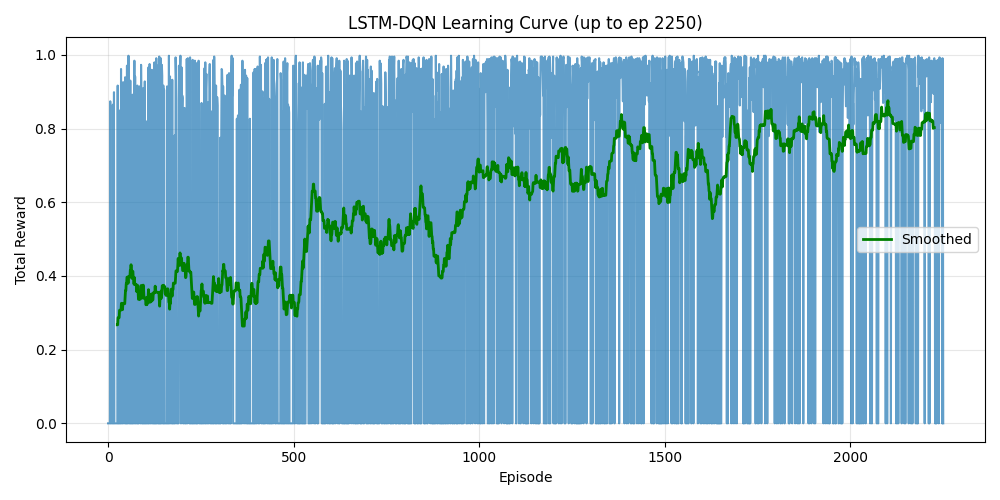 LSTM-DQN Learning Curve (up to ep 2250)
1.0
0.8
0.6
0.4
0.2
0.0
Total Reward
Smoothed
0 500 1000 1500 2000
Episode